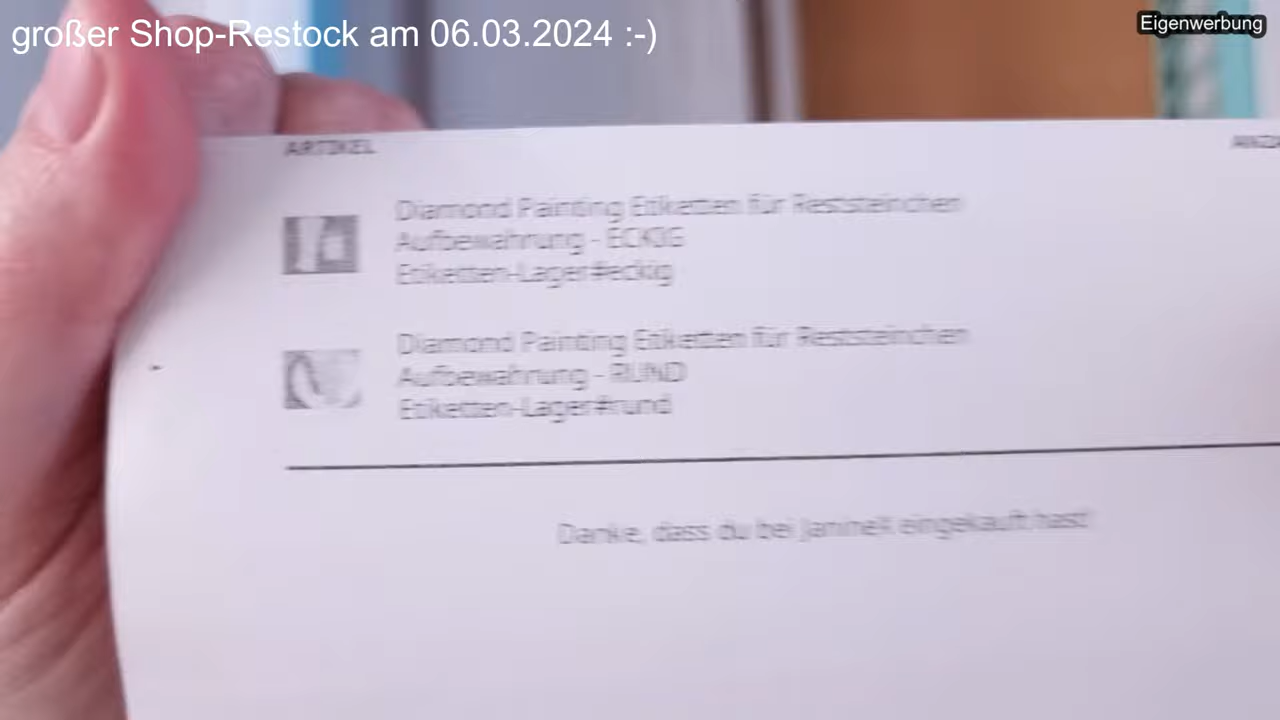 großer Shop-Restock am 06.03.2024 :-)
Eigenwerbung
ARTIKEL
Diamond Painting Etiketten für Reststeinchen
Aufbewahrung - ECKIG
Etiketten-Lager#eckig
Diamond Painting Etiketten für Reststeinchen
Aufbewahrung - RUND
Etiketten-Lager#rund
Danke, dass du bei JanineK eingekauft hast!